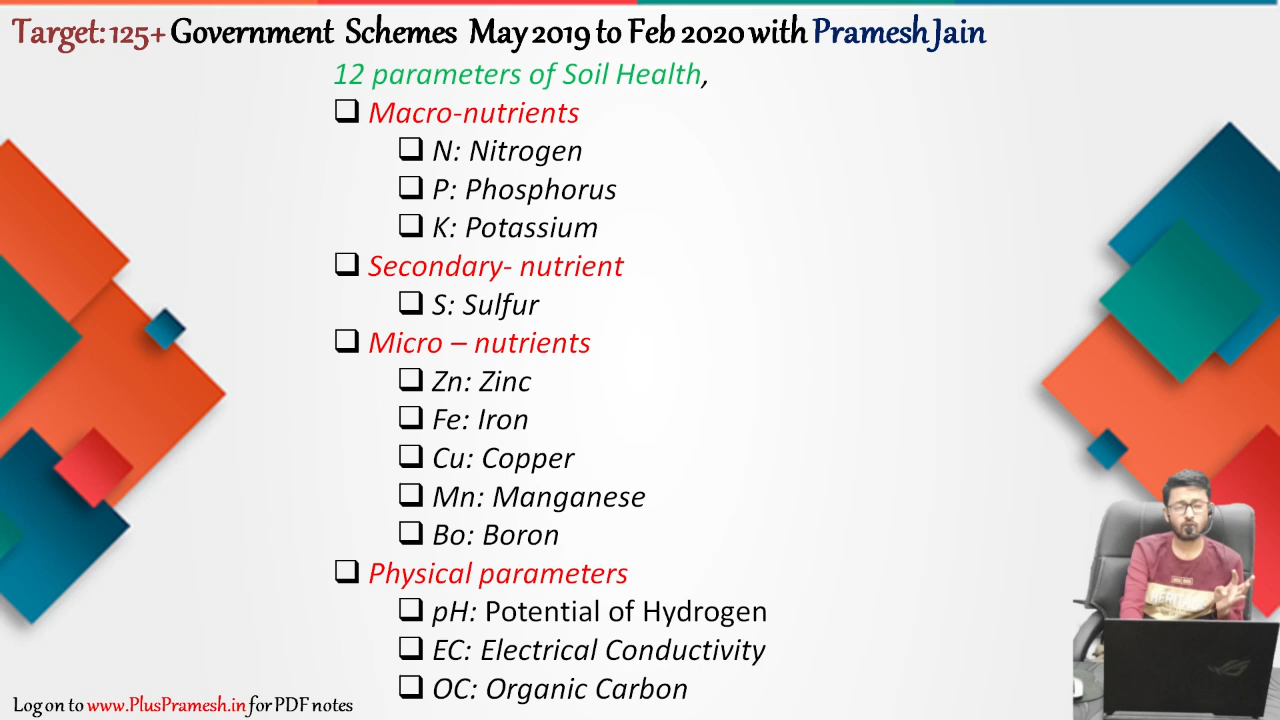 Target: 125+ Government Schemes May 2019 to Feb 2020 with Pramesh Jain
12 parameters of Soil Health,
Macro-nutrients
N: Nitrogen
P: Phosphorus
K: Potassium
Secondary- nutrient
S: Sulfur
Micro – nutrients
Zn: Zinc
Fe: Iron
Cu: Copper
Mn: Manganese
Bo: Boron
Physical parameters
pH: Potential of Hydrogen
EC: Electrical Conductivity
OC: Organic Carbon
Log on to www.PlusPramesh.in for PDF notes